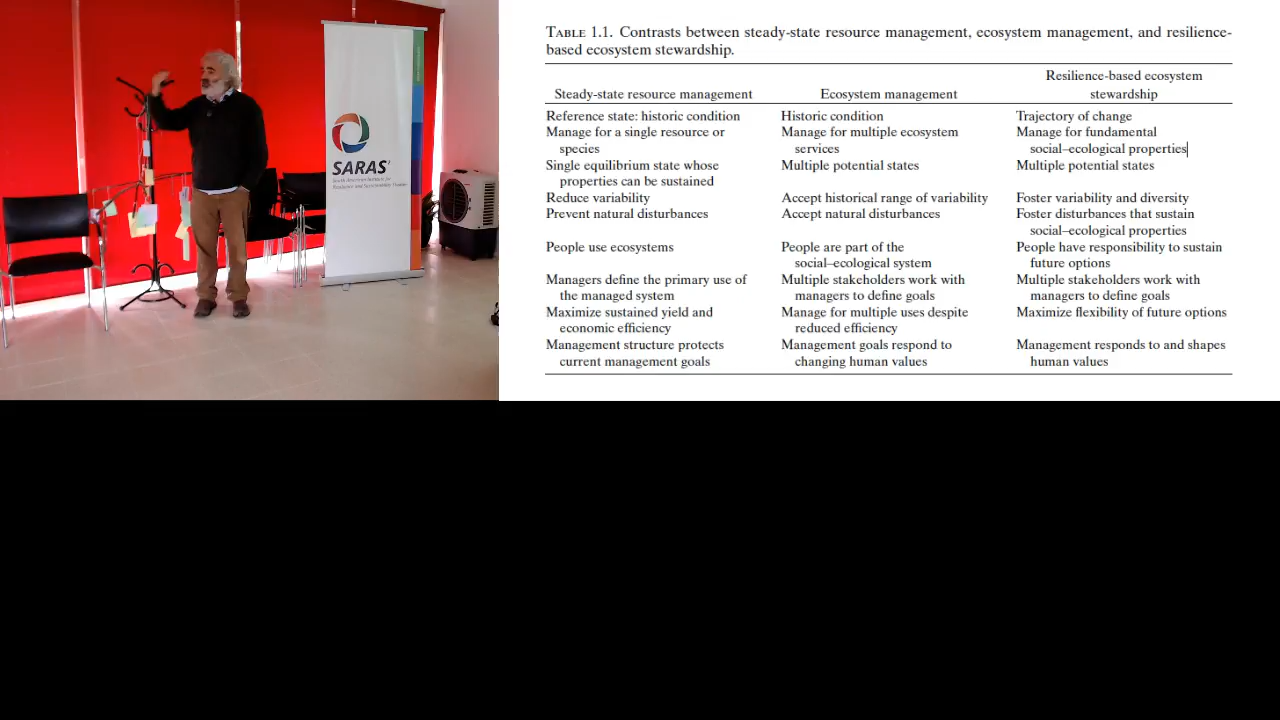 SARAS'
South American Institute for
Resilience and Sustainability Studies
TABLE 1.1. Contrasts between steady-state resource management, ecosystem management, and resilience-
based ecosystem stewardship.
Steady-state resource management
Ecosystem management
Resilience-based ecosystem
stewardship
Reference state: historic condition
Historic condition
Trajectory of change
Manage for a single resource or
species
Manage for multiple ecosystem
services
Manage for fundamental
social–ecological properties
Single equilibrium state whose
properties can be sustained
Multiple potential states
Multiple potential states
Reduce variability
Accept historical range of variability
Foster variability and diversity
Prevent natural disturbances
Accept natural disturbances
Foster disturbances that sustain
social–ecological properties
People use ecosystems
People are part of the
social–ecological system
People have responsibility to sustain
future options
Managers define the primary use of
the managed system
Multiple stakeholders work with
managers to define goals
Multiple stakeholders work with
managers to define goals
Maximize sustained yield and
economic efficiency
Manage for multiple uses despite
reduced efficiency
Maximize flexibility of future options
Management structure protects
current management goals
Management goals respond to
changing human values
Management responds to and shapes
human values